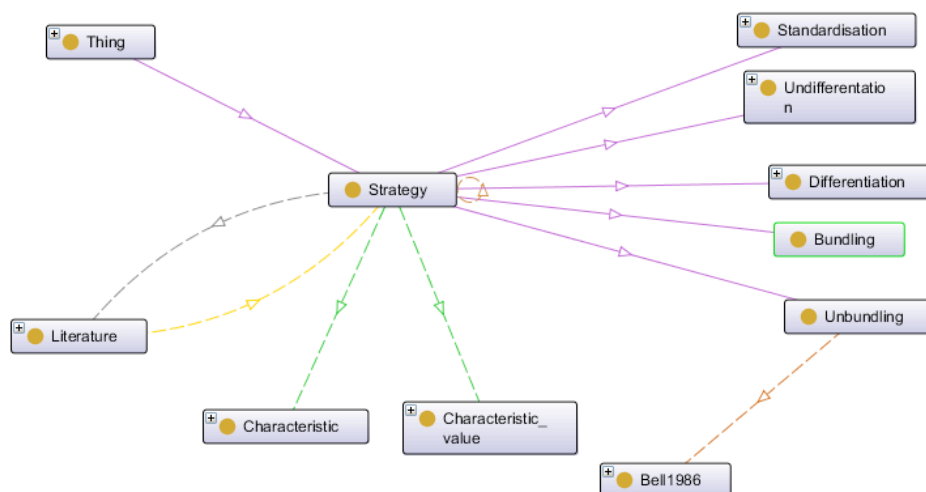 Thing
Standardisation
Undifferentatio
n
Strategy
Differentiation
Bundling
Unbundling
Literature
Characteristic
Characteristic_
value
Bell1986